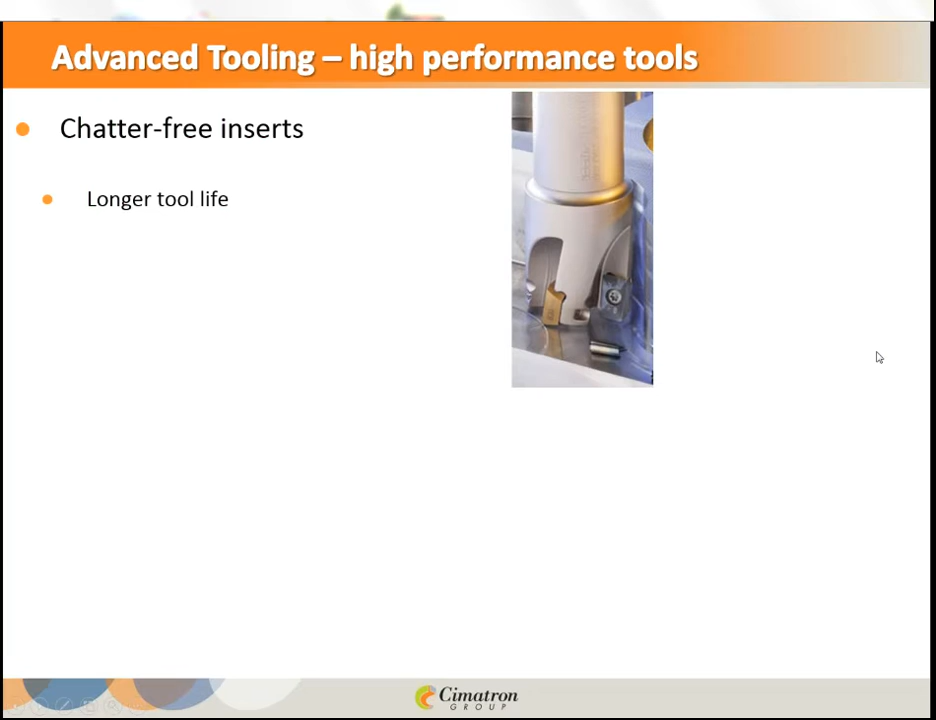 Advanced Tooling – high performance tools
Chatter-free inserts
Longer tool life
Cimatron
GROUP